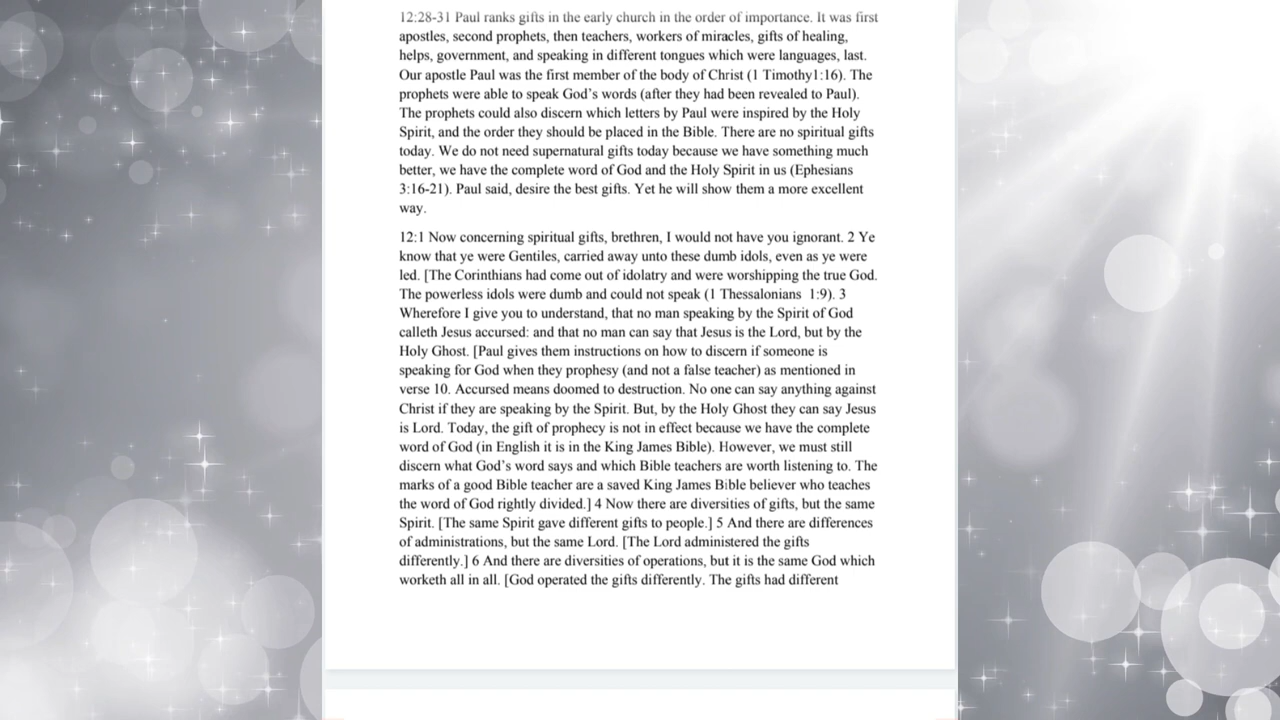 12:28-31 Paul ranks gifts in the early church in the order of importance. It was first
apostles, second prophets, then teachers, workers of miracles, gifts of healing,
helps, government, and speaking in different tongues which were languages, last.
Our apostle Paul was the first member of the body of Christ (1 Timothy1:16). The
prophets were able to speak God’s words (after they had been revealed to Paul).
The prophets could also discern which letters by Paul were inspired by the Holy
Spirit, and the order they should be placed in the Bible. There are no spiritual gifts
today. We do not need supernatural gifts today because we have something much
better, we have the complete word of God and the Holy Spirit in us (Ephesians
3:16-21). Paul said, desire the best gifts. Yet he will show them a more excellent
way.
12:1 Now concerning spiritual gifts, brethren, I would not have you ignorant. 2 Ye
know that ye were Gentiles, carried away unto these dumb idols, even as ye were
led. [The Corinthians had come out of idolatry and were worshipping the true God.
The powerless idols were dumb and could not speak (1 Thessalonians  1:9). 3
Wherefore I give you to understand, that no man speaking by the Spirit of God
calleth Jesus accursed: and that no man can say that Jesus is the Lord, but by the
Holy Ghost. [Paul gives them instructions on how to discern if someone is
speaking for God when they prophesy (and not a false teacher) as mentioned in
verse 10. Accursed means doomed to destruction. No one can say anything against
Christ if they are speaking by the Spirit. But, by the Holy Ghost they can say Jesus
is Lord. Today, the gift of prophecy is not in effect because we have the complete
word of God (in English it is in the King James Bible). However, we must still
discern what God’s word says and which Bible teachers are worth listening to. The
marks of a good Bible teacher are a saved King James Bible believer who teaches
the word of God rightly divided.] 4 Now there are diversities of gifts, but the same
Spirit. [The same Spirit gave different gifts to people.] 5 And there are differences
of administrations, but the same Lord. [The Lord administered the gifts
differently.] 6 And there are diversities of operations, but it is the same God which
worketh all in all. [God operated the gifts differently. The gifts had different